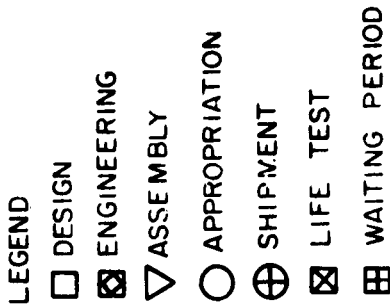 LEGEND
DESIGN
ENGINEERING
ASSEMBLY
APPROPRIATION
SHIPMENT
LIFE TEST
WAITING PERIOD